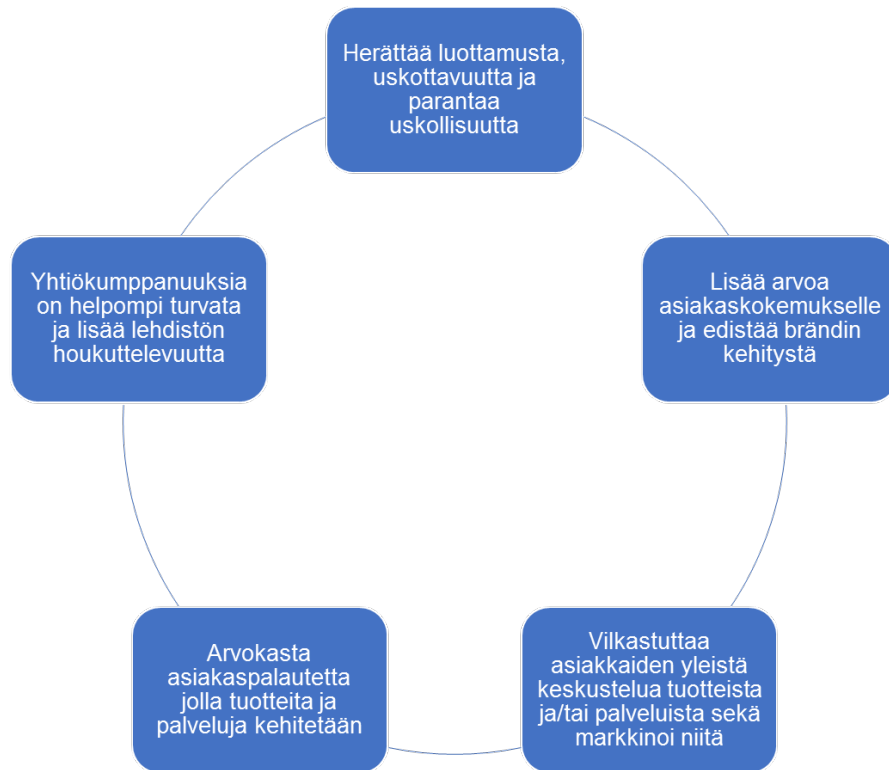 Herättää luottamusta,
uskottavuutta ja
parantaa
uskollisuutta
Lisää arvoa
asiakaskokemukselle
ja edistää brändin
kehitystä
Vilkastuttaa
asiakkaiden yleistä
keskustelua tuotteista
ja/tai palveluista sekä
markkinoi niitä
Arvokasta
asiakaspalautetta
jolla tuotteita ja
palveluja kehitetään
Yhtiökumppanuuksia
on helpompi turvata
ja lisää lehdistön
houkuttelevuutta